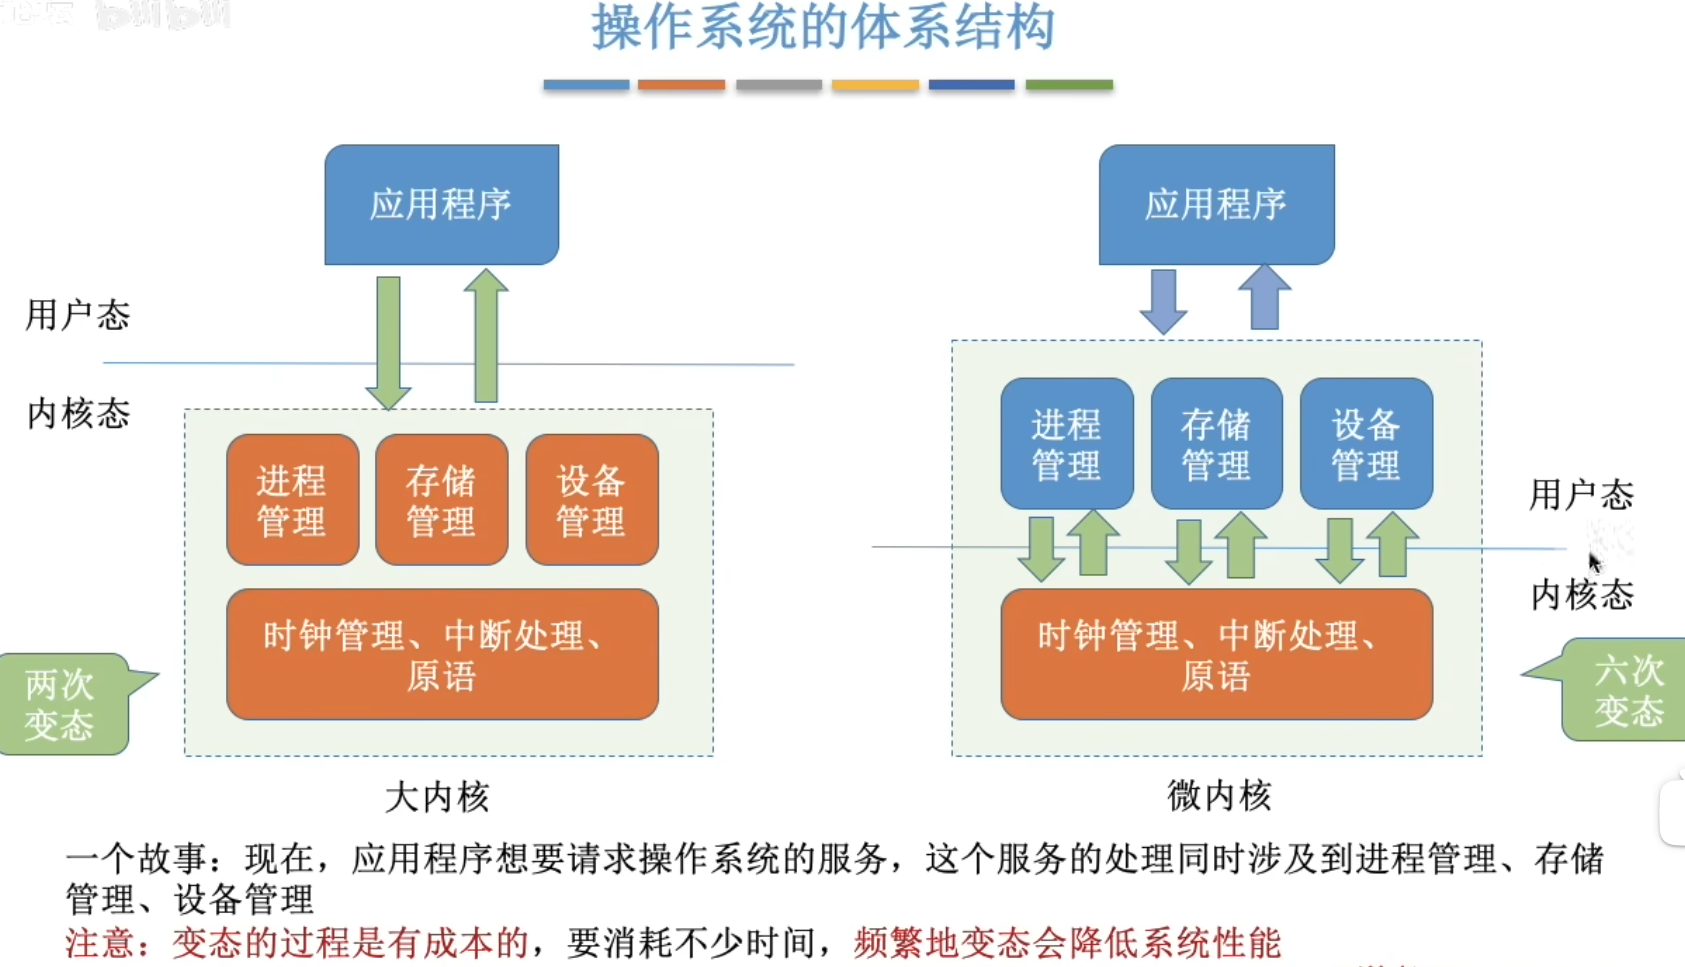 操作系统的体系结构
应用程序
应用程序
用户态
内核态
进程
管理
存储
管理
设备
管理
时钟管理、中断处理、
原语
两次
变态
大内核
进程
管理
存储
管理
设备
管理
用户态
内核态
时钟管理、中断处理、
原语
六次
变态
微内核
一个故事：现在，应用程序想要请求操作系统的服务，这个服务的处理同时涉及到进程管理、存储
管理、设备管理
注意：变态的过程是有成本的，要消耗不少时间，频繁地变态会降低系统性能